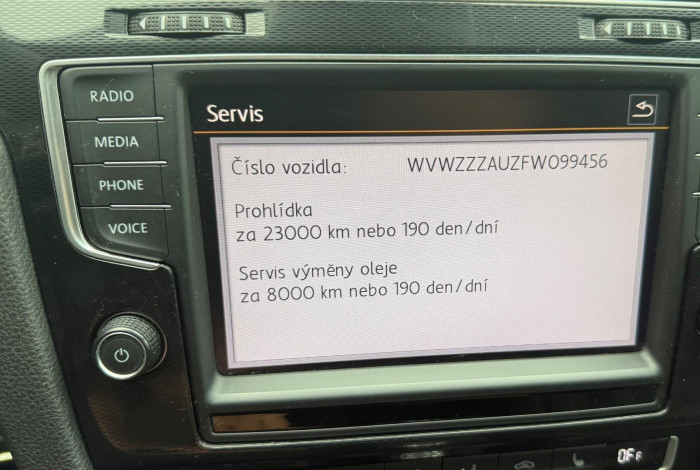 RADIO
MEDIA
PHONE
VOICE
Servis
Číslo vozidla: WVWZZZAUZFW099456
Prohlídka
za 23000 km nebo 190 den/dní
Servis výměny oleje
za 8000 km nebo 190 den/dní
OFF